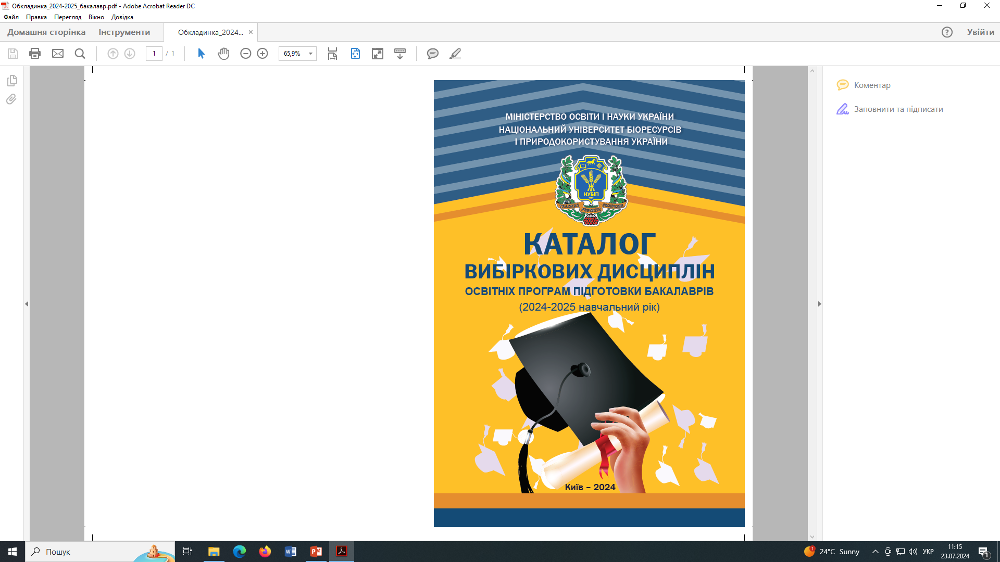 Обкладинка_2024-2025_бакалавр.pdf - Adobe Acrobat Reader DC
Файл Правка Перегляд Вікно Довідка
Домашня сторінка Інструменти Обкладинка_2024... × ? Увійти
1 / 1 65,9%
Коментар
Заповнити та підписати
МІНІСТЕРСТВО ОСВІТИ І НАУКИ УКРАЇНИ
НАЦІОНАЛЬНИЙ УНІВЕРСИТЕТ БІОРЕСУРСІВ
І ПРИРОДОКОРИСТУВАННЯ УКРАЇНИ
НУБіП
КАТАЛОГ
ВИБІРКОВИХ ДИСЦИПЛІН
ОСВІТНІХ ПРОГРАМ ПІДГОТОВКИ БАКАЛАВРІВ
(2024-2025 навчальний рік)
Київ – 2024
Пошук
1 24°C Sunny УКР 11:15
23.07.2024 1